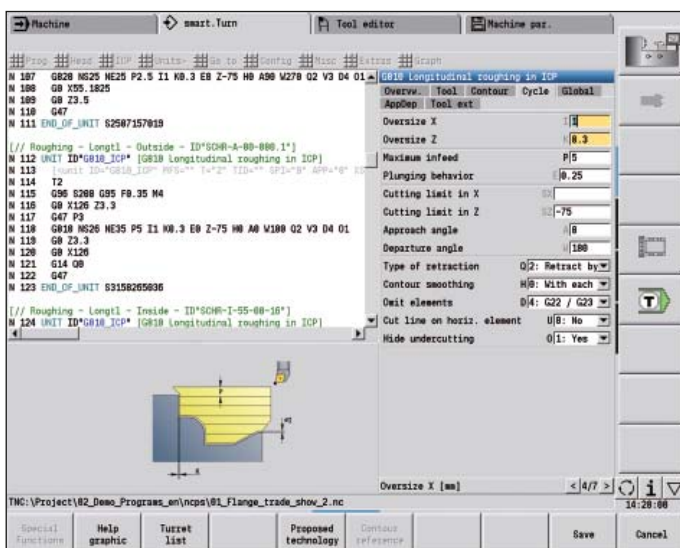 Machine
smart.Turn
Tool editor
Machine par.
Prog Head ICP Units Go to Config Misc Extras Graph
N 107 G820 NS25 NE25 P2.5 I1 K0.3 E0 Z-75 H0 A90 W270 Q2 V3 D4 O1
N 108 G0 X55.1825
N 109 G0 Z3.5
N 110 G47
N 111 END_OF_UNIT S2587157019
[// Roughing - Longtl - Outside - ID"SCHR-A-80-080.1"]
N 112 UNIT ID"G810_ICP" [G810 Longitudinal roughing in ICP]
N 113
N 114 T2
N 115 G96 S200 G95 F0.35 M4
N 116 G0 X126 Z3.3
N 117 G47 P3
N 118 G810 NS26 NE35 P5 I1 K0.3 E0 Z-75 H0 A0 W180 Q2 V3 D4 O1
N 119 G0 Z3.3
N 120 G0 X126
N 121 G14 Q0
N 122 G47
N 123 END_OF_UNIT S3158265036
[// Roughing - Longtl - Inside - ID"SCHR-I-55-08-16"]
N 124 UNIT ID"G810_ICP" [G810 Longitudinal roughing in ICP]
G810 Longitudinal roughing in ICP
Overvw. Tool Contour Cycle Global
AppDep Tool ext
Oversize X I 1
Oversize Z K 0.3
Maximum infeed P 5
Plunging behavior E 0.25
Cutting limit in X SX
Cutting limit in Z SZ -75
Approach angle A 0
Departure angle W 180
Type of retraction Q 2: Retract by
Contour smoothing H 0: With each
Omit elements D 4: G22 / G23
Cut line on horiz. element U 0: No
Hide undercutting O 1: Yes
P
K
Oversize X [mm]
< 4/7 >
TNC:\Project\02_Demo_Programs_en\ncps\01_Flange_trade_show_2.nc
14:20:00
Special Functions
Help graphic
Turret list
Proposed technology
Contour reference
Save
Cancel
T
i